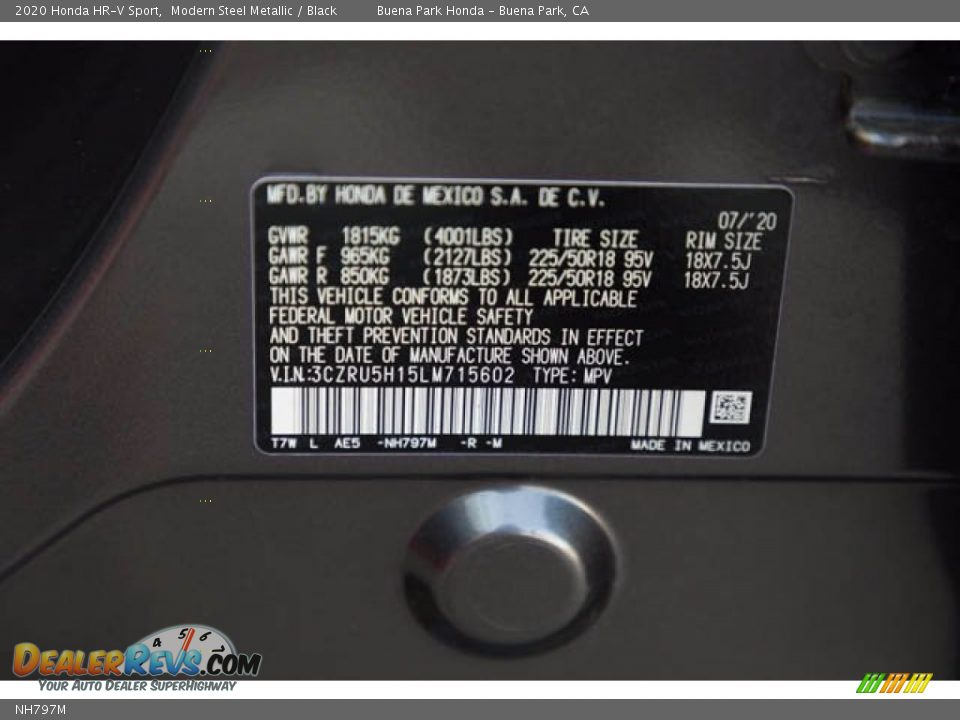 2020 Honda HR-V Sport, Modern Steel Metallic / Black Buena Park Honda - Buena Park, CA
MFD.BY HONDA DE MEXICO S.A. DE C.V.
07/'20
GVWR 1815KG (4001LBS) TIRE SIZE RIM SIZE
GAWR F 965KG (2127LBS) 225/50R18 95V 18X7.5J
GAWR R 850KG (1873LBS) 225/50R18 95V 18X7.5J
THIS VEHICLE CONFORMS TO ALL APPLICABLE
FEDERAL MOTOR VEHICLE SAFETY
AND THEFT PREVENTION STANDARDS IN EFFECT
ON THE DATE OF MANUFACTURE SHOWN ABOVE.
V.I.N.:3CZRU5H15LM715602 TYPE: MPV
T7W L AE5 -NH797M -R -M MADE IN MEXICO
4 5 6
DEALERREVS.COM
YOUR AUTO DEALER SUPERHIGHWAY
NH797M